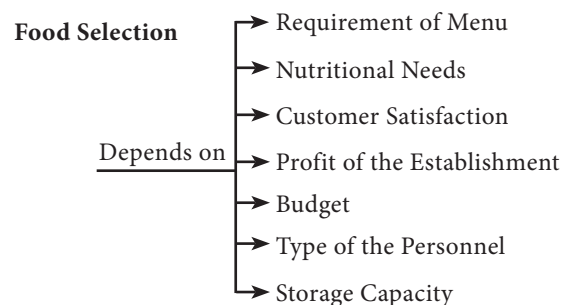 Food Selection
Depends on
Requirement of Menu
Nutritional Needs
Customer Satisfaction
Profit of the Establishment
Budget
Type of the Personnel
Storage Capacity